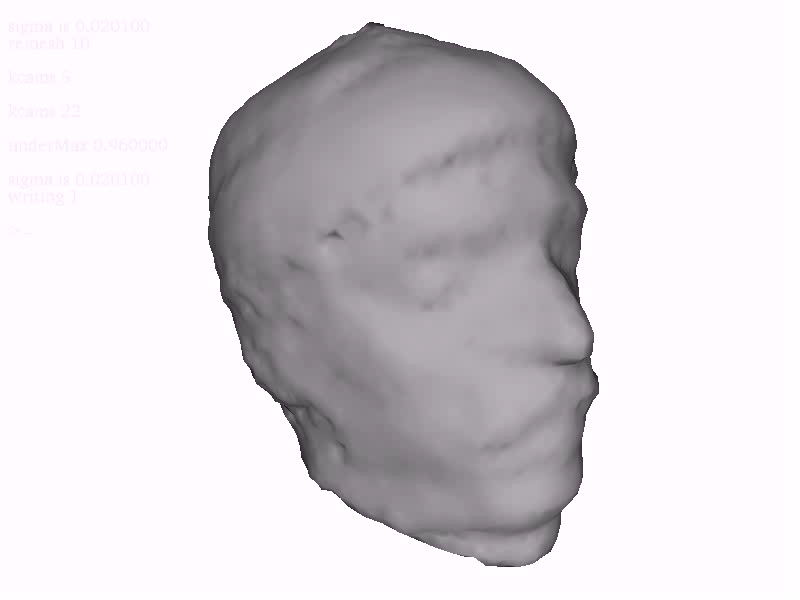 sigma is 0.020100
remesh 10
kcams 5
kcams 22
underMax 0.960000
sigma is 0.020100
writing 1
>_